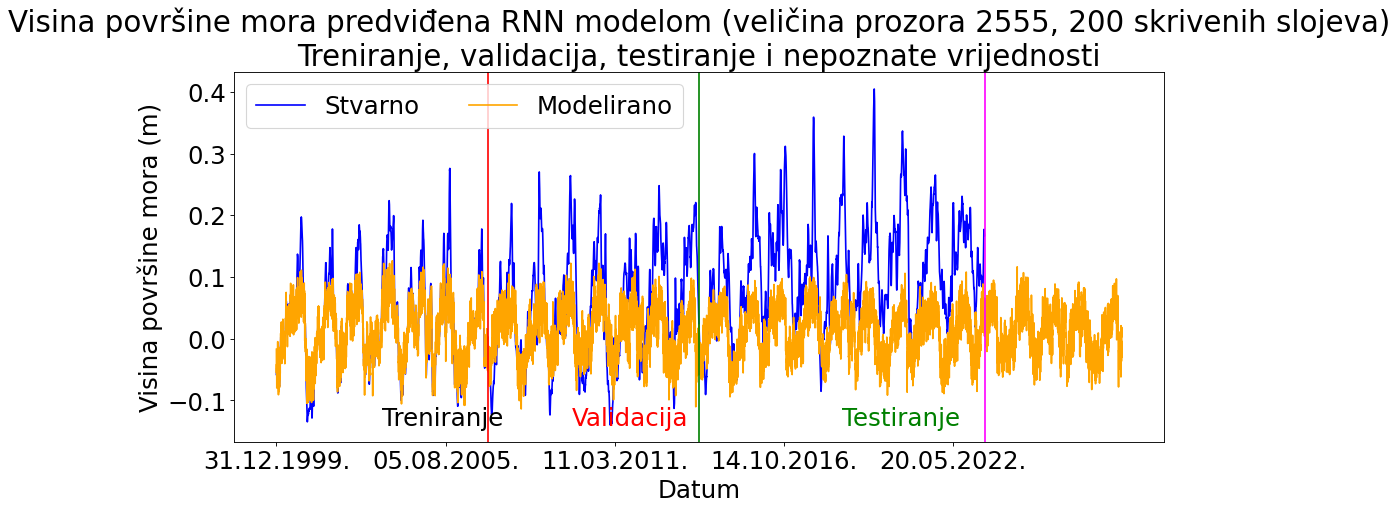 Visina površine mora predviđena RNN modelom (veličina prozora 2555, 200 skrivenih slojeva)
Treniranje, validacija, testiranje i nepoznate vrijednosti
Stvarno
Modelirano
Visina površine mora (m)
0.4
0.3
0.2
0.1
0.0
−0.1
Treniranje
Validacija
Testiranje
31.12.1999.
05.08.2005.
11.03.2011.
14.10.2016.
20.05.2022.
Datum